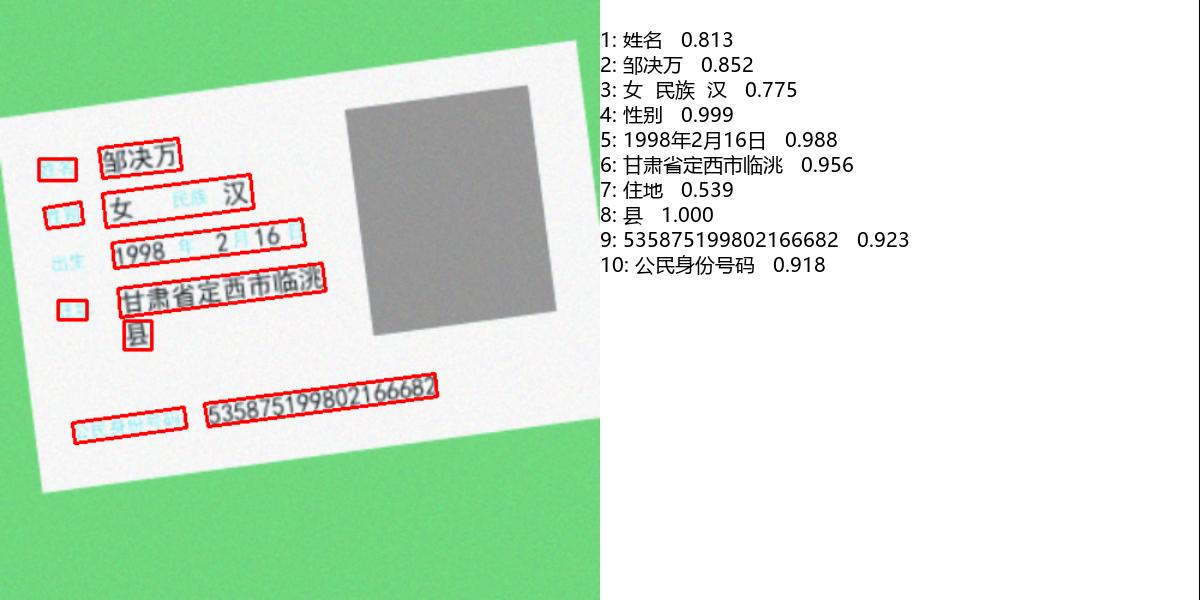 姓名 邹决万
性别 女 民族 汉
出生 1998 年 2 月 16 日
住址 甘肃省定西市临洮
县
公民身份号码 535875199802166682
1: 姓名 0.813
2: 邹决万 0.852
3: 女 民族 汉 0.775
4: 性别 0.999
5: 1998年2月16日 0.988
6: 甘肃省定西市临洮 0.956
7: 住地 0.539
8: 县 1.000
9: 535875199802166682 0.923
10: 公民身份号码 0.918